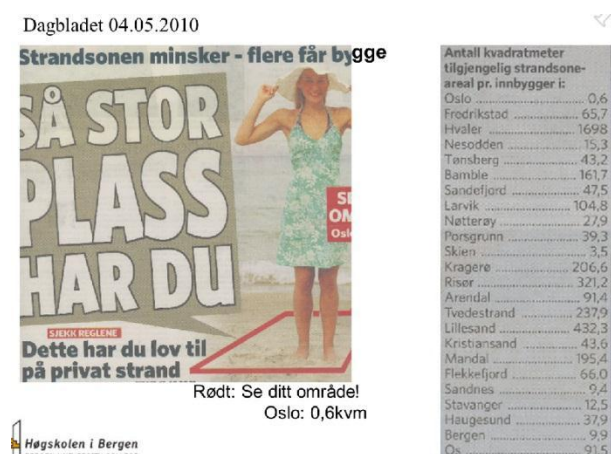 Dagbladet 04.05.2010
Strandsonen minsker - flere får bygge
SÅ STOR
PLASS
HAR DU
SJEKK REGLENE
Dette har du lov til
på privat strand
Rødt: Se ditt område!
Oslo: 0,6kvm
Høgskolen i Bergen
Antall kvadratmeter
tilgjengelig strandsone-
areal pr. innbygger i:
Oslo 0,6
Fredrikstad 65,7
Hvaler 1698
Nesodden 15,3
Tønsberg 43,2
Bamble 161,7
Sandefjord 47,5
Larvik 104,8
Nøtterøy 27,9
Porsgrunn 39,3
Skien 3,5
Kragerø 206,6
Risør 321,2
Arendal 91,4
Tvedestrand 237,9
Lillesand 432,3
Kristiansand 43,6
Mandal 195,4
Flekkefjord 66,0
Sandnes 9,4
Stavanger 12,5
Haugesund 37,9
Bergen 9,9
Os 91,5